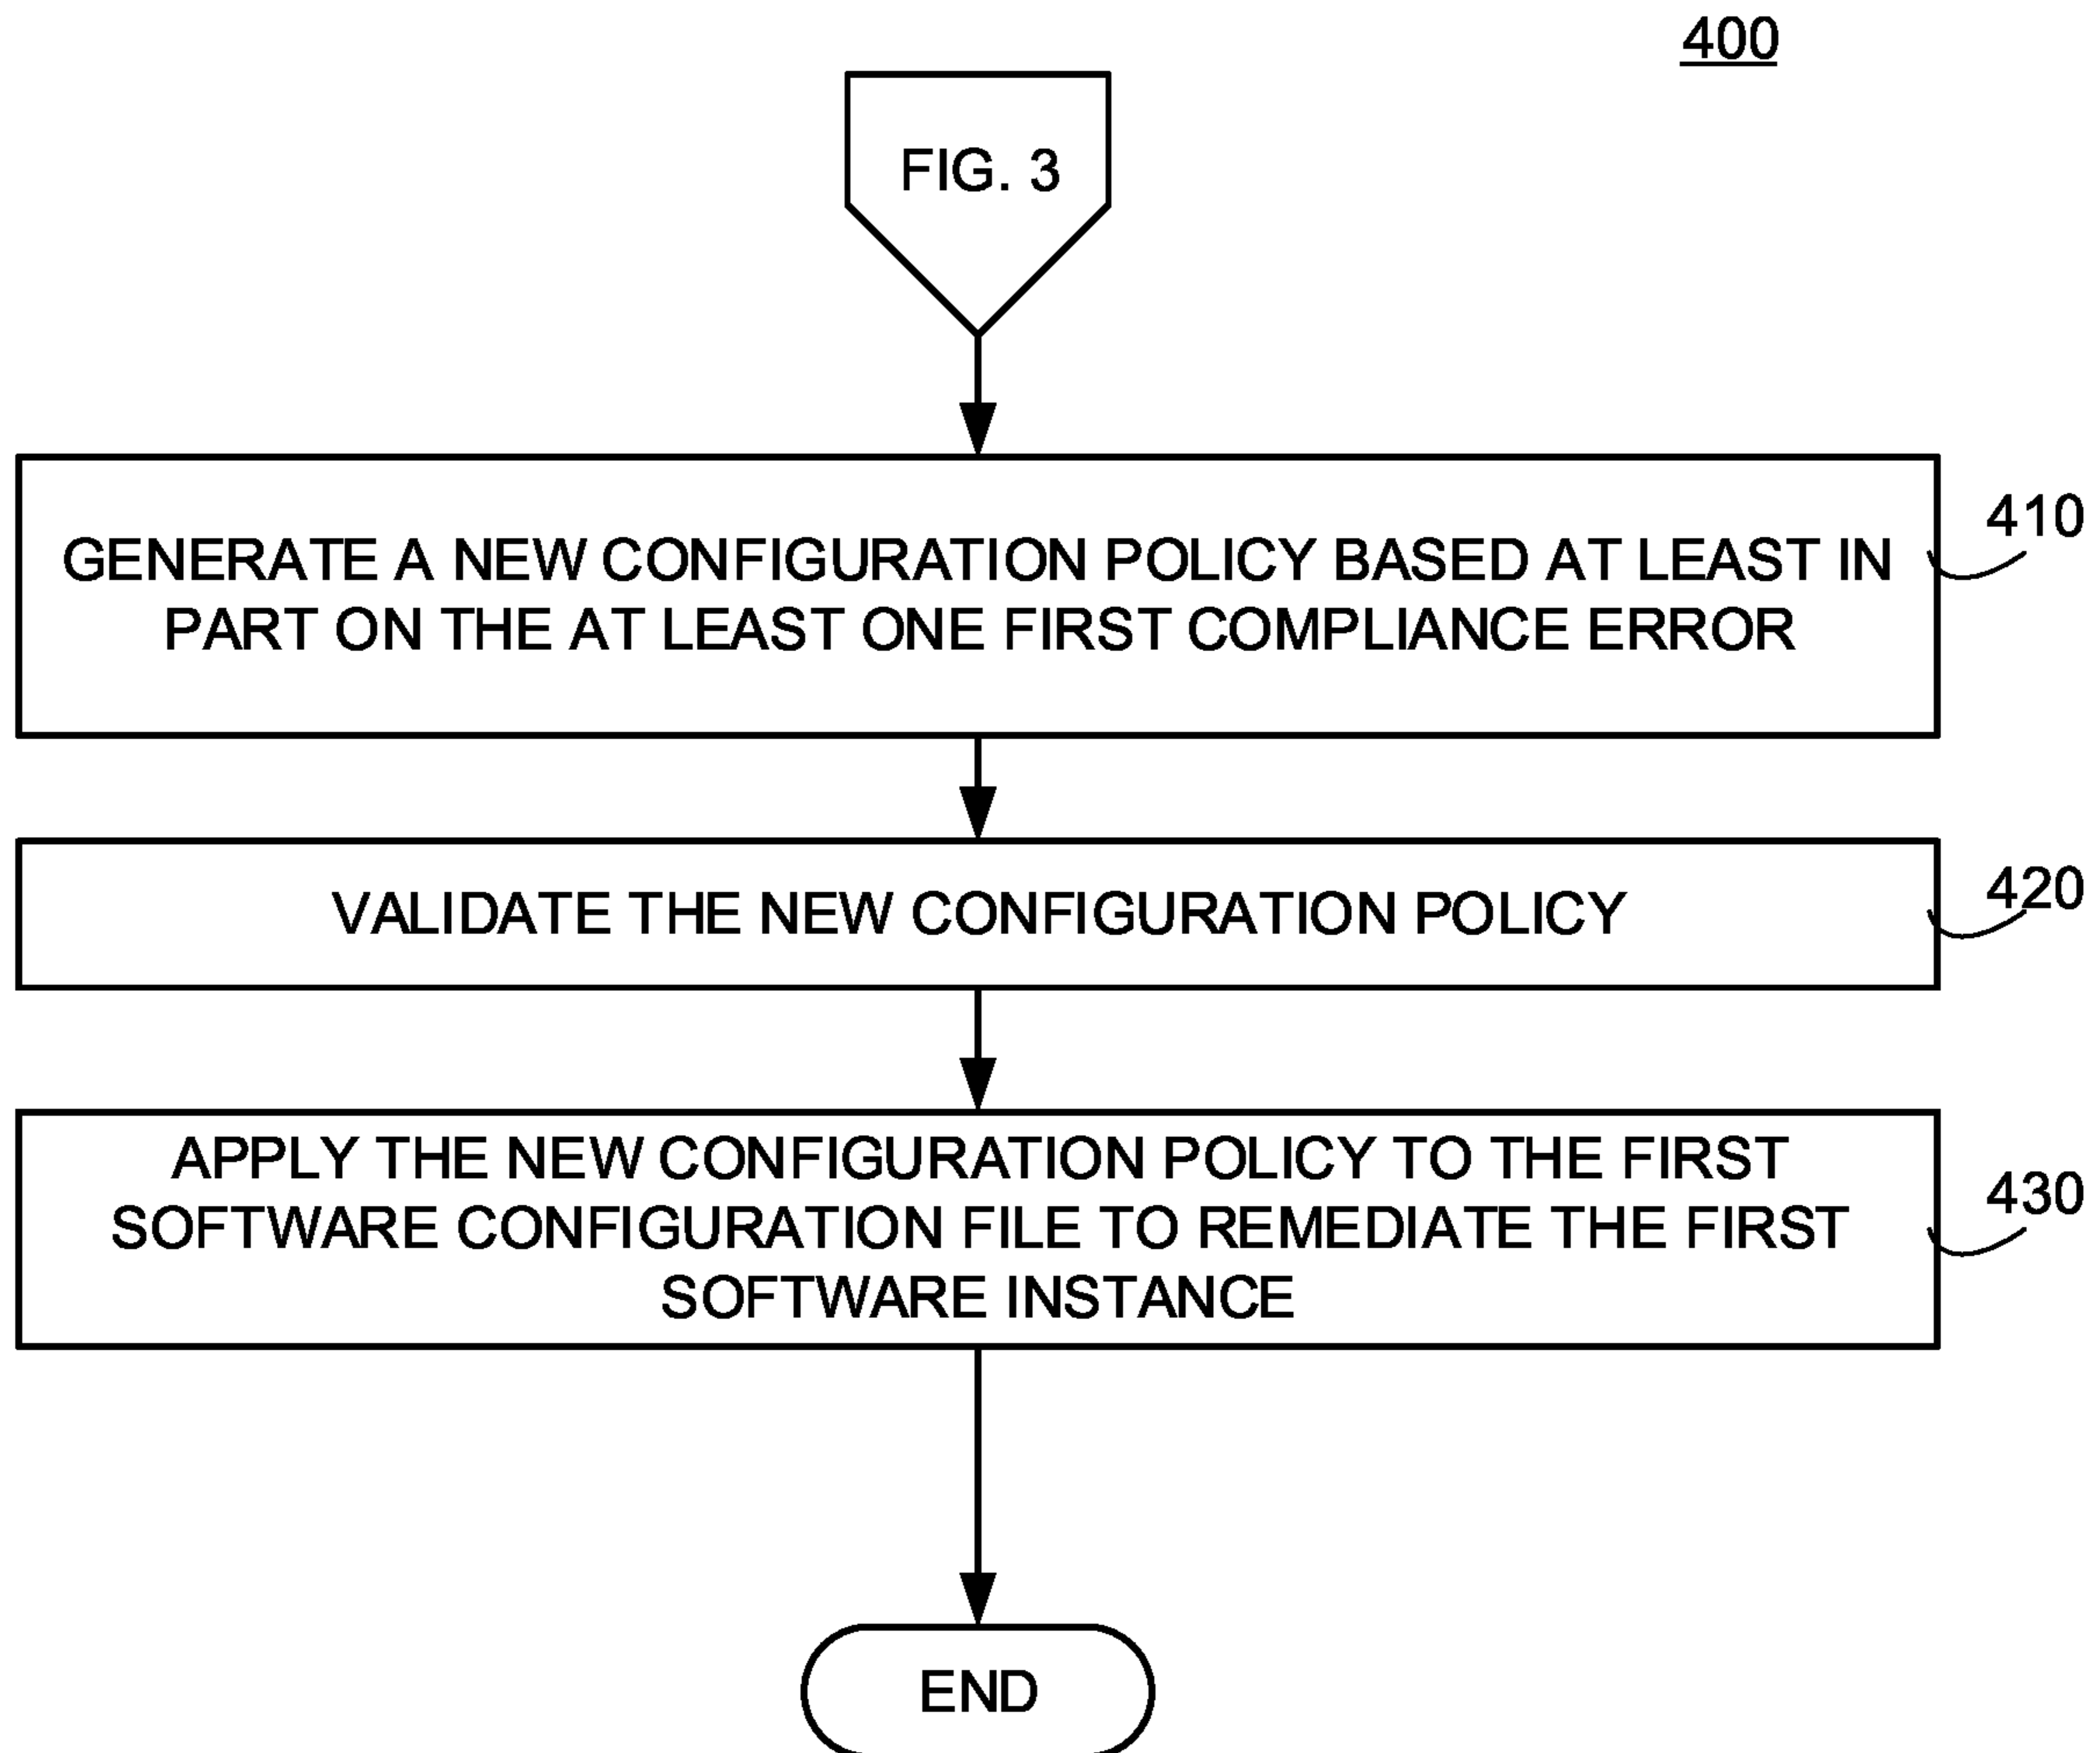 400
FIG. 3
GENERATE A NEW CONFIGURATION POLICY BASED AT LEAST IN
PART ON THE AT LEAST ONE FIRST COMPLIANCE ERROR
410
VALIDATE THE NEW CONFIGURATION POLICY
420
APPLY THE NEW CONFIGURATION POLICY TO THE FIRST
SOFTWARE CONFIGURATION FILE TO REMEDIATE THE FIRST
SOFTWARE INSTANCE
430
END